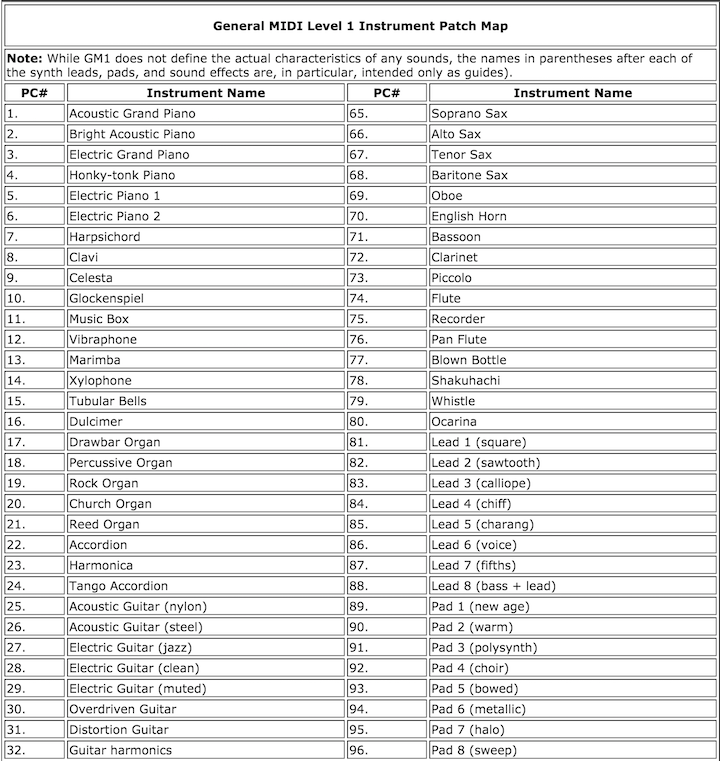 General MIDI Level 1 Instrument Patch Map
Note: While GM1 does not define the actual characteristics of any sounds, the names in parentheses after each of
the synth leads, pads, and sound effects are, in particular, intended only as guides).
PC# Instrument Name PC# Instrument Name
1. Acoustic Grand Piano 65. Soprano Sax
2. Bright Acoustic Piano 66. Alto Sax
3. Electric Grand Piano 67. Tenor Sax
4. Honky-tonk Piano 68. Baritone Sax
5. Electric Piano 1 69. Oboe
6. Electric Piano 2 70. English Horn
7. Harpsichord 71. Bassoon
8. Clavi 72. Clarinet
9. Celesta 73. Piccolo
10. Glockenspiel 74. Flute
11. Music Box 75. Recorder
12. Vibraphone 76. Pan Flute
13. Marimba 77. Blown Bottle
14. Xylophone 78. Shakuhachi
15. Tubular Bells 79. Whistle
16. Dulcimer 80. Ocarina
17. Drawbar Organ 81. Lead 1 (square)
18. Percussive Organ 82. Lead 2 (sawtooth)
19. Rock Organ 83. Lead 3 (calliope)
20. Church Organ 84. Lead 4 (chiff)
21. Reed Organ 85. Lead 5 (charang)
22. Accordion 86. Lead 6 (voice)
23. Harmonica 87. Lead 7 (fifths)
24. Tango Accordion 88. Lead 8 (bass + lead)
25. Acoustic Guitar (nylon) 89. Pad 1 (new age)
26. Acoustic Guitar (steel) 90. Pad 2 (warm)
27. Electric Guitar (jazz) 91. Pad 3 (polysynth)
28. Electric Guitar (clean) 92. Pad 4 (choir)
29. Electric Guitar (muted) 93. Pad 5 (bowed)
30. Overdriven Guitar 94. Pad 6 (metallic)
31. Distortion Guitar 95. Pad 7 (halo)
32. Guitar harmonics 96. Pad 8 (sweep)